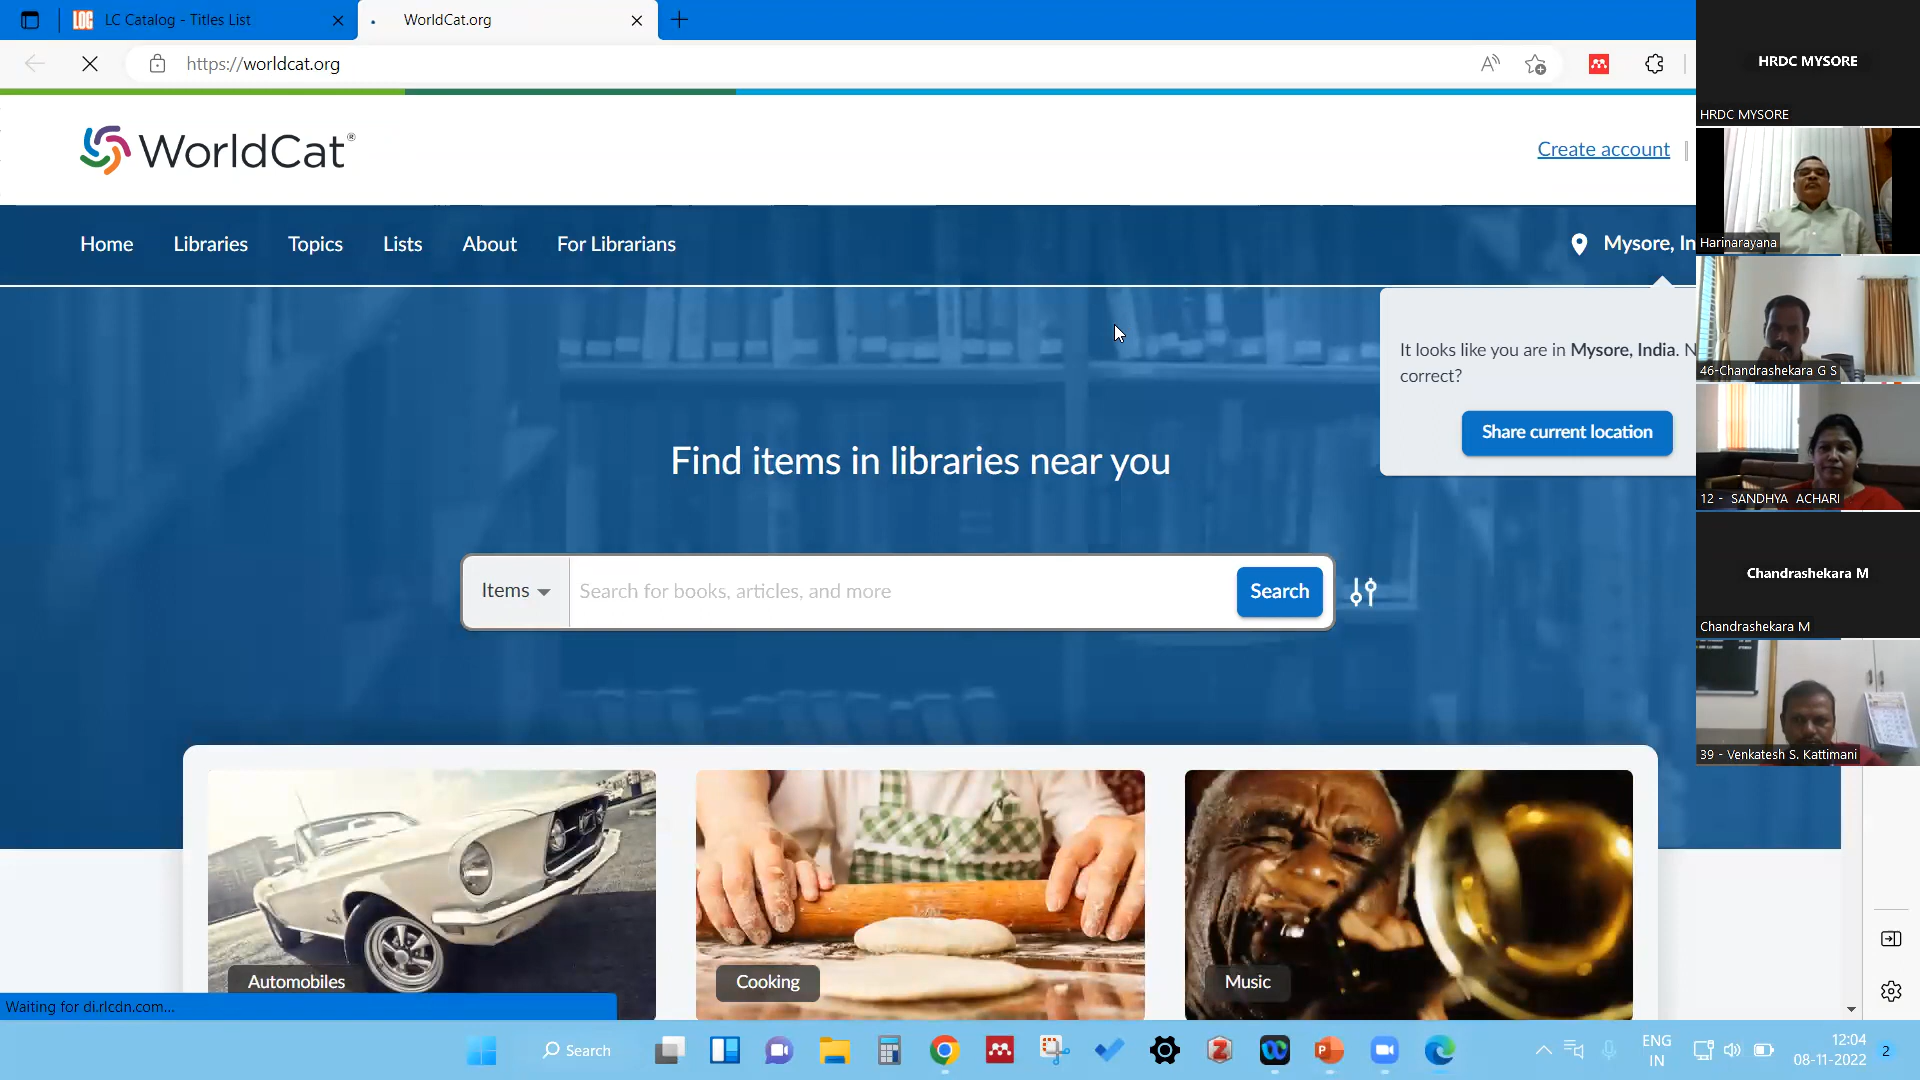 LC Catalog - Titles List
WorldCat.org
https://worldcat.org
WorldCat®
Create account
Home
Libraries
Topics
Lists
About
For Librarians
Mysore, In
It looks like you are in Mysore, India. N
correct?
Share current location
Find items in libraries near you
Items
Search for books, articles, and more
Search
Automobiles
Cooking
Music
Waiting for di.rlcdn.com...
HRDC MYSORE
HRDC MYSORE
Harinarayana
46-Chandrashekara G S
12 - SANDHYA ACHARI
Chandrashekara M
Chandrashekara M
39 - Venkatesh S. Kattimani
Search
ENG
IN
12:04
08-11-2022
2